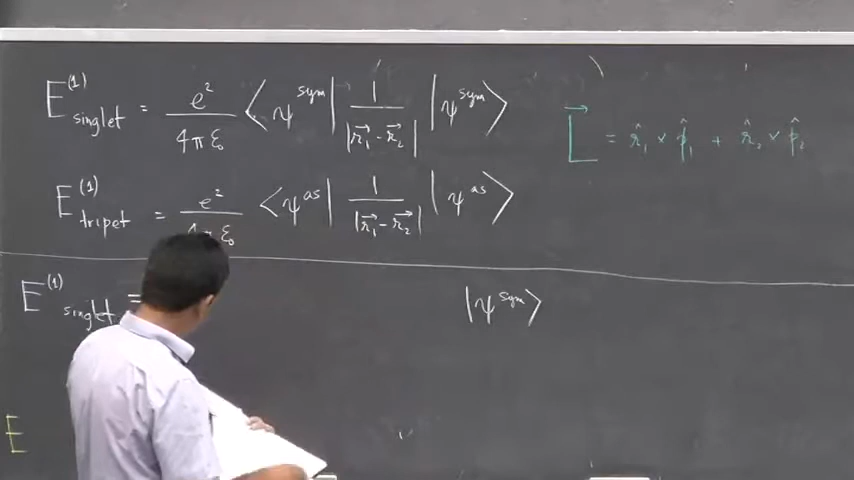 E^(1)_singlet = e²/4πε₀ ⟨ψ^sym| 1/|r⃗₁-r⃗₂| |ψ^sym⟩
L⃗ = r̂₁ × p̂₁ + r̂₂ × p̂₂
E^(1)_tripet = e²/4πε₀ ⟨ψ^as| 1/|r⃗₁-r⃗₂| |ψ^as⟩
E^(1)_singlet = |ψ^sym⟩
E